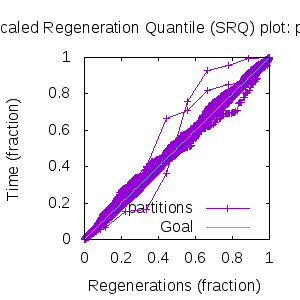 caled Regeneration Quantile (SRQ) plot: p
1
0.8
0.6
0.4
0.2
0
Time (fraction)
partitions
Goal
0 0.2 0.4 0.6 0.8 1
Regenerations (fraction)